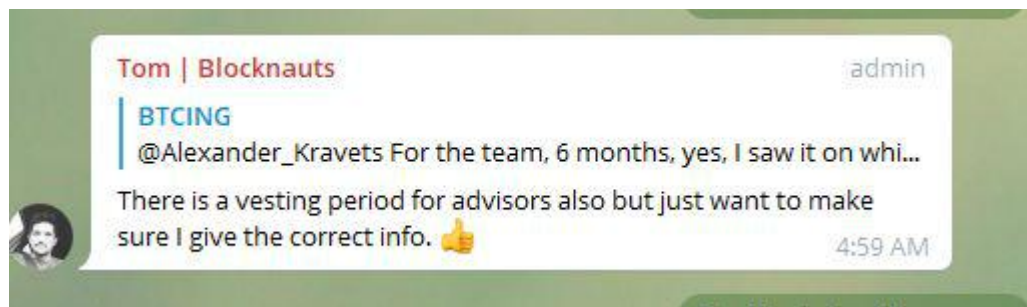 Tom | Blocknauts admin
BTCING
@Alexander_Kravets For the team, 6 months, yes, I saw it on whi...
There is a vesting period for advisors also but just want to make
sure I give the correct info. 👍
4:59 AM